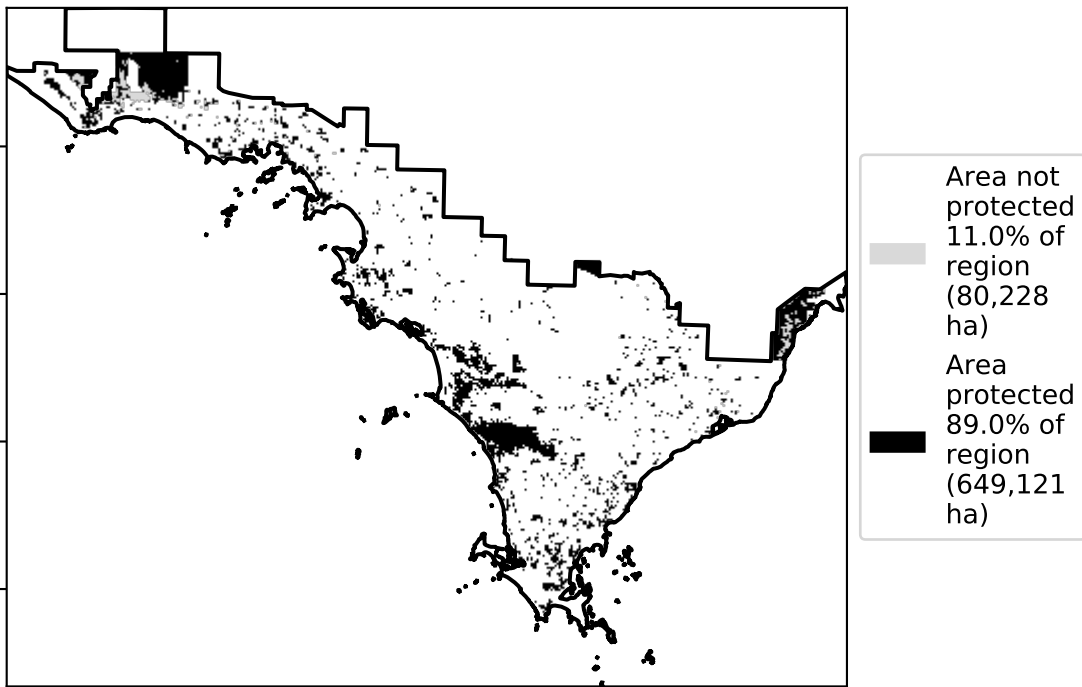 Area not
protected
11.0% of
region
(80,228
ha)
Area
protected
89.0% of
region
(649,121
ha)